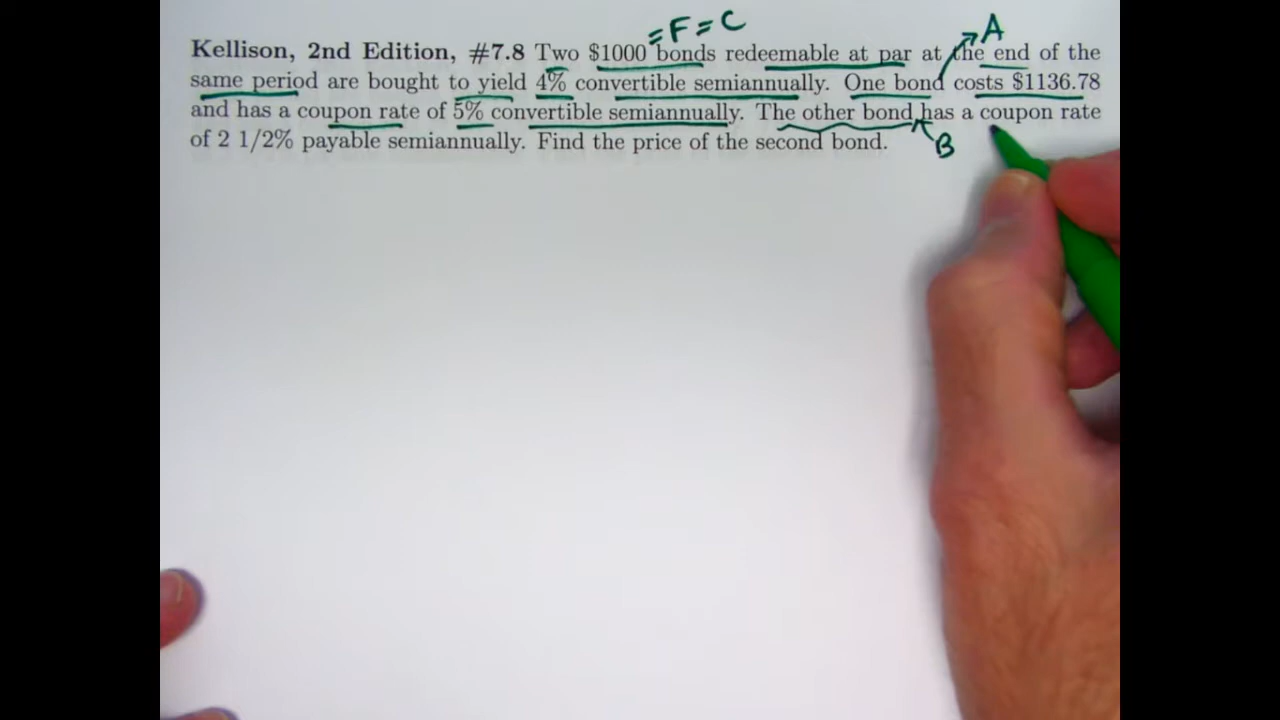 =F=C
A
Kellison, 2nd Edition, #7.8 Two $1000 bonds redeemable at par at the end of the
same period are bought to yield 4% convertible semiannually. One bond costs $1136.78
and has a coupon rate of 5% convertible semiannually. The other bond has a coupon rate
of 2 1/2% payable semiannually. Find the price of the second bond.
B